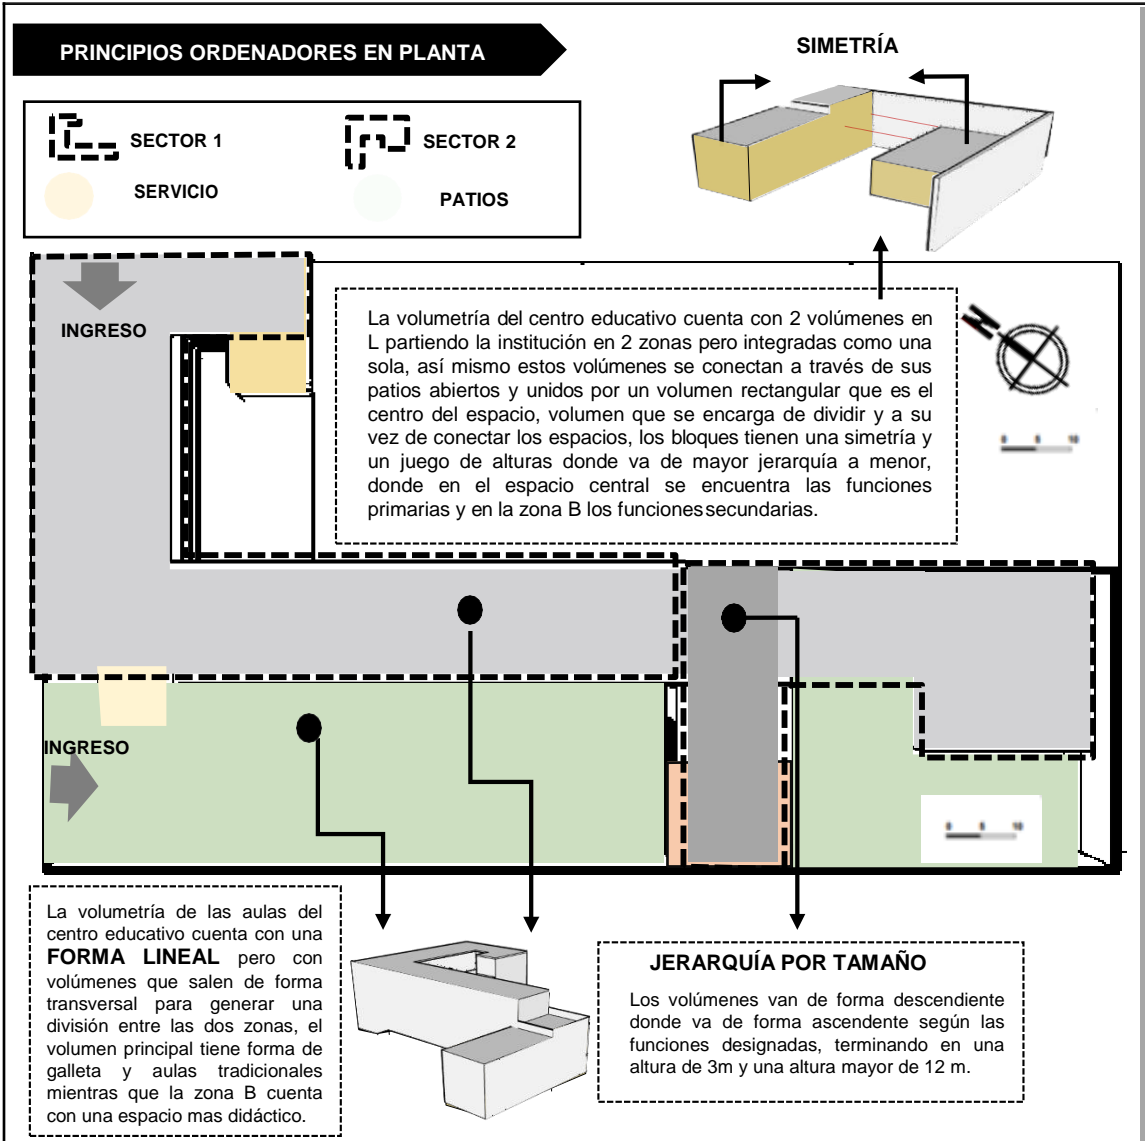 PRINCIPIOS ORDENADORES EN PLANTA
SIMETRÍA
SECTOR 1
SECTOR 2
SERVICIO
PATIOS
INGRESO
La volumetría del centro educativo cuenta con 2 volúmenes en
L partiendo la institución en 2 zonas pero integradas como una
sola, así mismo estos volúmenes se conectan a través de sus
patios abiertos y unidos por un volumen rectangular que es el
centro del espacio, volumen que se encarga de dividir y a su
vez de conectar los espacios, los bloques tienen una simetría y
un juego de alturas donde va de mayor jerarquía a menor,
donde en el espacio central se encuentra las funciones
primarias y en la zona B los funciones secundarias.
N
0 5 10
INGRESO
0 5 10
La volumetría de las aulas del
centro educativo cuenta con una
FORMA LINEAL pero con
volúmenes que salen de forma
transversal para generar una
división entre las dos zonas, el
volumen principal tiene forma de
galleta y aulas tradicionales
mientras que la zona B cuenta
con una espacio mas didáctico.
JERARQUÍA POR TAMAÑO
Los volúmenes van de forma descendiente
donde va de forma ascendente según las
funciones designadas, terminando en una
altura de 3m y una altura mayor de 12 m.